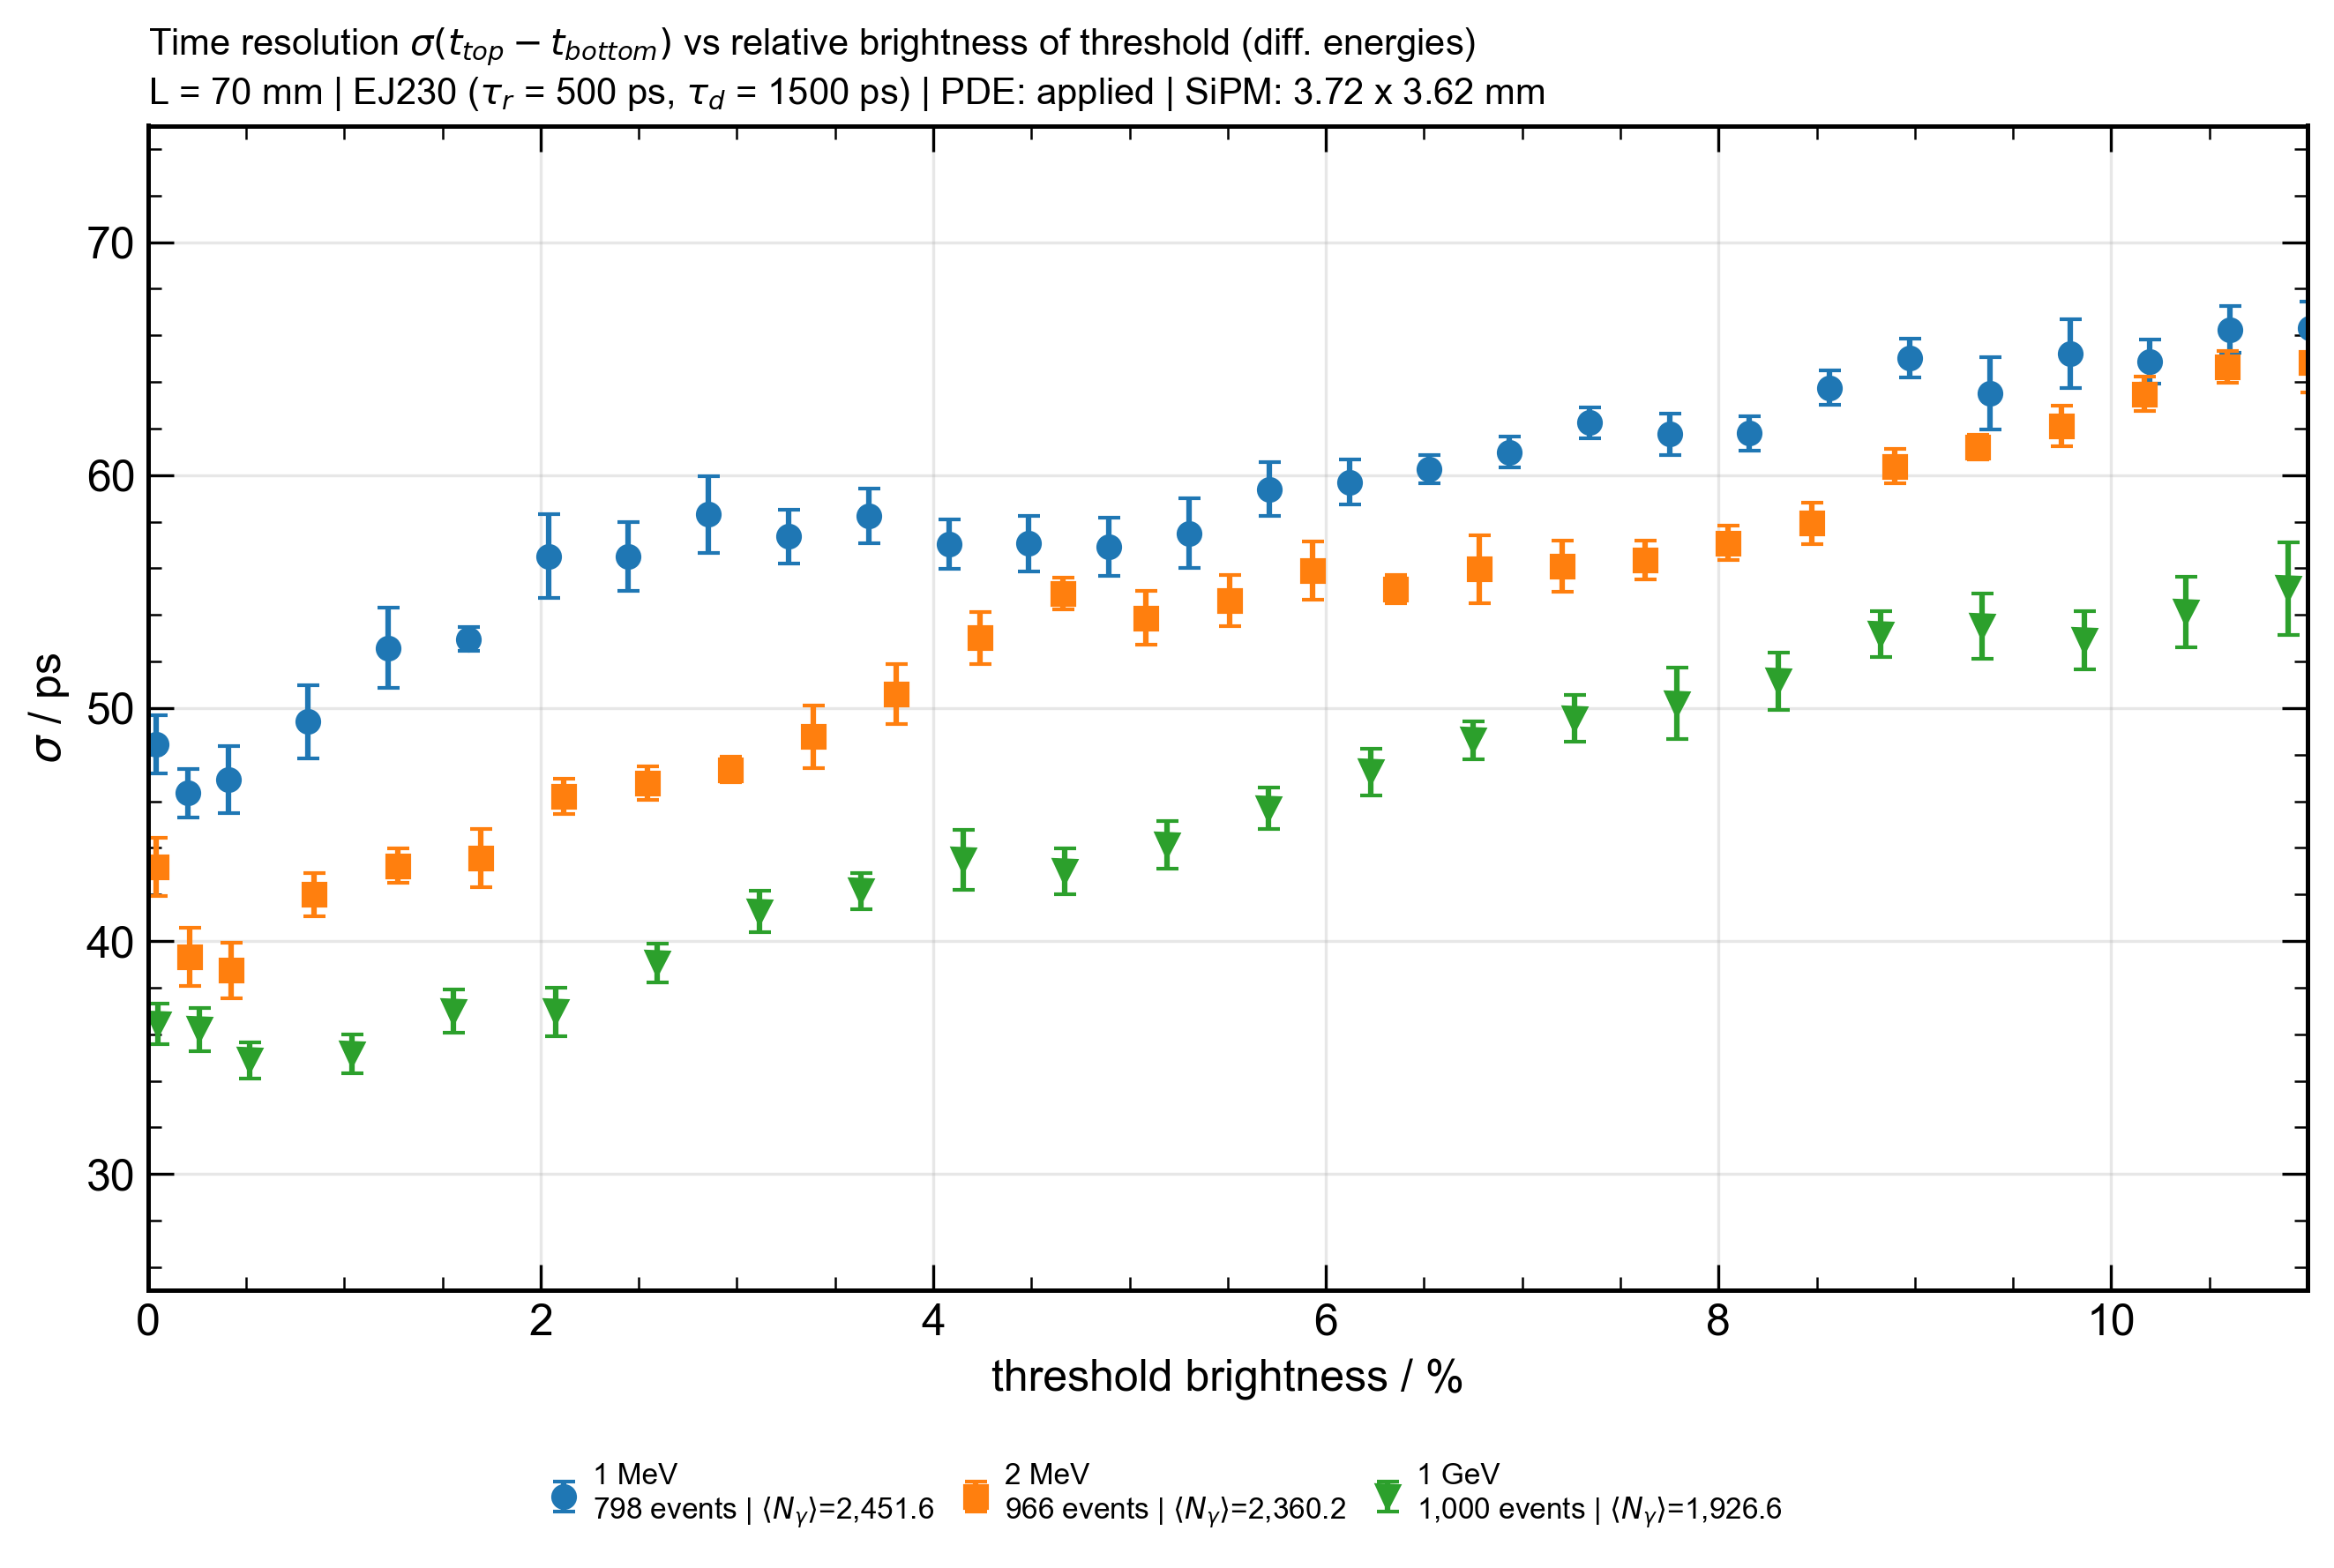 Time resolution σ(t_top − t_bottom) vs relative brightness of threshold (diff. energies)
L = 70 mm | EJ230 (τ_r = 500 ps, τ_d = 1500 ps) | PDE: applied | SiPM: 3.72 x 3.62 mm
70
60
50
40
30
σ / ps
0 2 4 6 8 10
threshold brightness / %
1 MeV
798 events | ⟨N_γ⟩=2,451.6
2 MeV
966 events | ⟨N_γ⟩=2,360.2
1 GeV
1,000 events | ⟨N_γ⟩=1,926.6